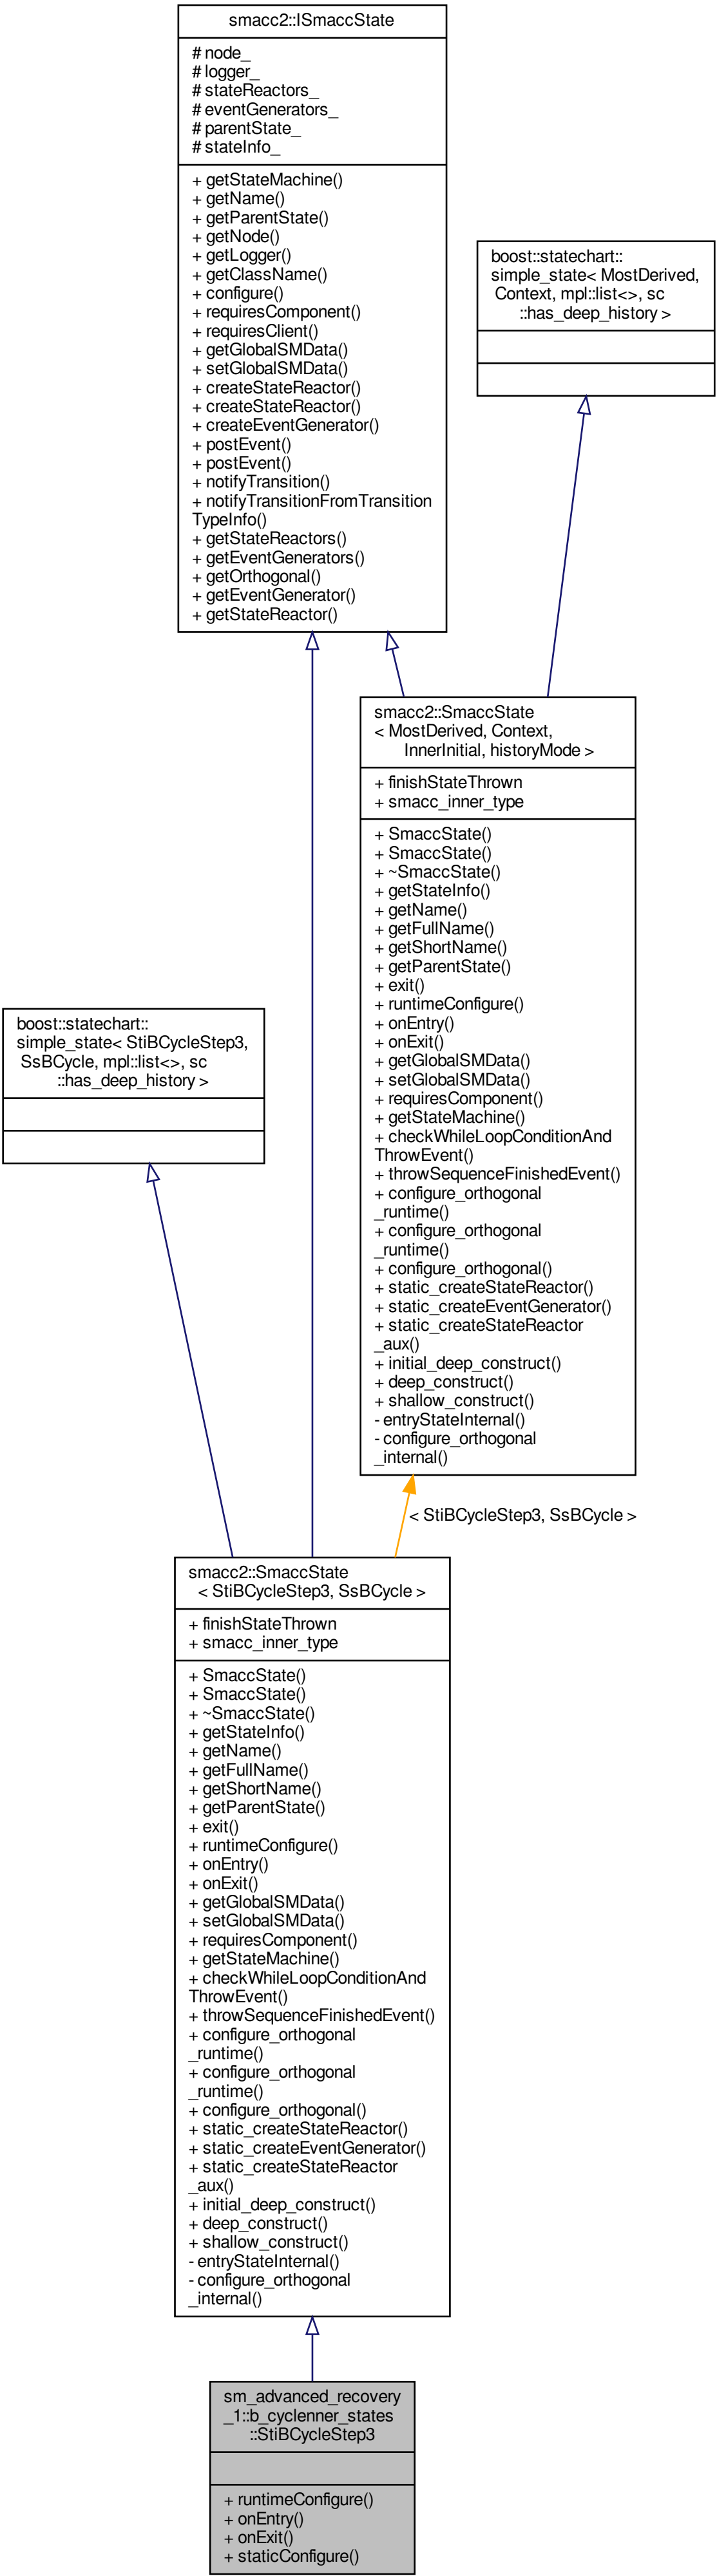 smacc2::ISmaccState
# node_
# logger_
# stateReactors_
# eventGenerators_
# parentState_
# stateInfo_
+ getStateMachine()
+ getName()
+ getParentState()
+ getNode()
+ getLogger()
+ getClassName()
+ configure()
+ requiresComponent()
+ requiresClient()
+ getGlobalSMData()
+ setGlobalSMData()
+ createStateReactor()
+ createStateReactor()
+ createEventGenerator()
+ postEvent()
+ postEvent()
+ notifyTransition()
+ notifyTransitionFromTransition
TypeInfo()
+ getStateReactors()
+ getEventGenerators()
+ getOrthogonal()
+ getEventGenerator()
+ getStateReactor()
boost::statechart::
simple_state< MostDerived,
Context, mpl::list<>, sc
::has_deep_history >
smacc2::SmaccState
< MostDerived, Context,
InnerInitial, historyMode >
+ finishStateThrown
+ smacc_inner_type
+ SmaccState()
+ SmaccState()
+ ~SmaccState()
+ getStateInfo()
+ getName()
+ getFullName()
+ getShortName()
+ getParentState()
+ exit()
+ runtimeConfigure()
+ onEntry()
+ onExit()
+ getGlobalSMData()
+ setGlobalSMData()
+ requiresComponent()
+ getStateMachine()
+ checkWhileLoopConditionAnd
ThrowEvent()
+ throwSequenceFinishedEvent()
+ configure_orthogonal
_runtime()
+ configure_orthogonal
_runtime()
+ configure_orthogonal()
+ static_createStateReactor()
+ static_createEventGenerator()
+ static_createStateReactor
_aux()
+ initial_deep_construct()
+ deep_construct()
+ shallow_construct()
- entryStateInternal()
- configure_orthogonal
_internal()
boost::statechart::
simple_state< StiBCycleStep3,
SsBCycle, mpl::list<>, sc
::has_deep_history >
< StiBCycleStep3, SsBCycle >
smacc2::SmaccState
< StiBCycleStep3, SsBCycle >
+ finishStateThrown
+ smacc_inner_type
+ SmaccState()
+ SmaccState()
+ ~SmaccState()
+ getStateInfo()
+ getName()
+ getFullName()
+ getShortName()
+ getParentState()
+ exit()
+ runtimeConfigure()
+ onEntry()
+ onExit()
+ getGlobalSMData()
+ setGlobalSMData()
+ requiresComponent()
+ getStateMachine()
+ checkWhileLoopConditionAnd
ThrowEvent()
+ throwSequenceFinishedEvent()
+ configure_orthogonal
_runtime()
+ configure_orthogonal
_runtime()
+ configure_orthogonal()
+ static_createStateReactor()
+ static_createEventGenerator()
+ static_createStateReactor
_aux()
+ initial_deep_construct()
+ deep_construct()
+ shallow_construct()
- entryStateInternal()
- configure_orthogonal
_internal()
sm_advanced_recovery
_1::b_cyclenner_states
::StiBCycleStep3
+ runtimeConfigure()
+ onEntry()
+ onExit()
+ staticConfigure()